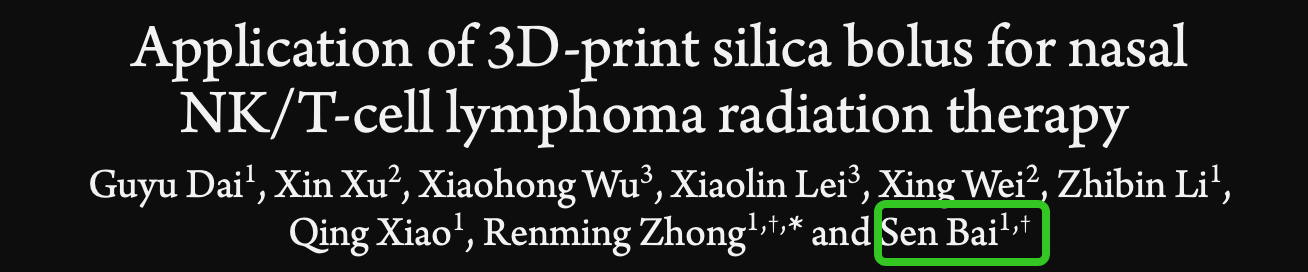 Application of 3D-print silica bolus for nasal
NK/T-cell lymphoma radiation therapy
Guyu Dai¹, Xin Xu², Xiaohong Wu³, Xiaolin Lei³, Xing Wei², Zhibin Li¹,
Qing Xiao¹, Renming Zhong¹,†,* and Sen Bai¹,†